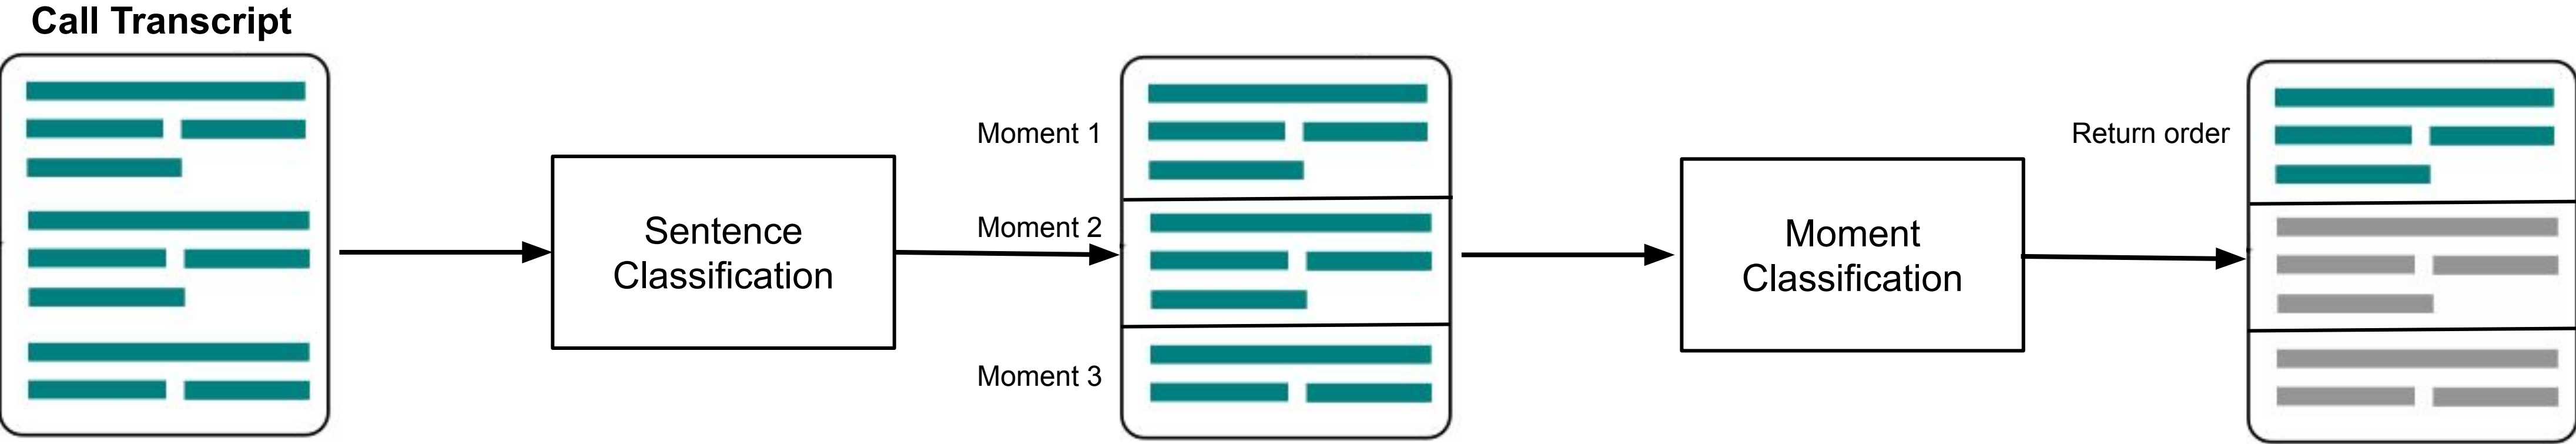 Call Transcript
Sentence
Classification
Moment 1
Moment 2
Moment 3
Moment
Classification
Return order